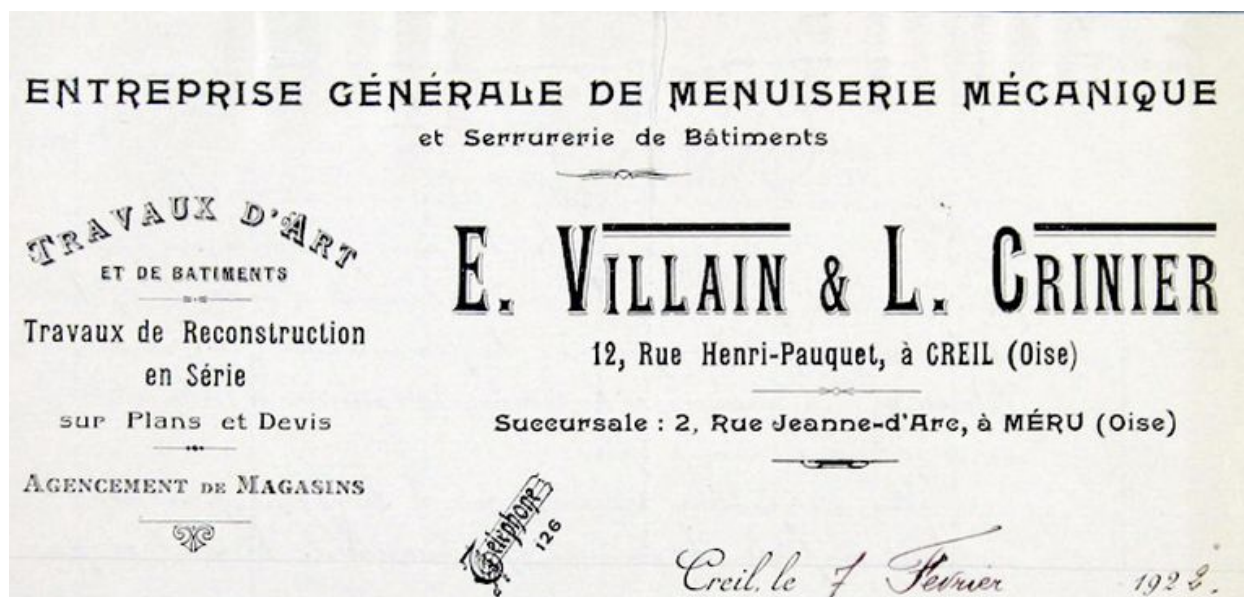 ENTREPRISE GÉNÉRALE DE MENUISERIE MÉCANIQUE
et Serrurerie de Bâtiments
TRAVAUX D'ART
ET DE BATIMENTS
Travaux de Reconstruction
en Série
sur Plans et Devis
AGENCEMENT DE MAGASINS
E. VILLAIN & L. CRINIER
12, Rue Henri-Pauquet, à CREIL (Oise)
Succursale : 2, Rue Jeanne-d'Arc, à MÉRU (Oise)
Téléphone
126
Creil, le 7 Fevrier 1922.